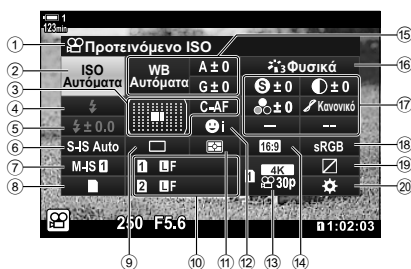 1
123min
① Προτεινόμενο ISO ⑮
② ISO Αυτόματα WB Αυτόματα A±0 G±0 3 Φυσικά ⑯
③ C-AF S±0 ±0 ±0 Κανονικό ⑰
④ i
⑤ ±0.0 – –
⑥ S-IS Auto 16:9 sRGB ⑱
⑦ M-IS 1 1 LF 1 4K 30p ⑲
⑧ 2 LF ⑳
250 F5.6 1 1:02:03
⑨ ⑩ ⑪ ⑫ ⑬ ⑭